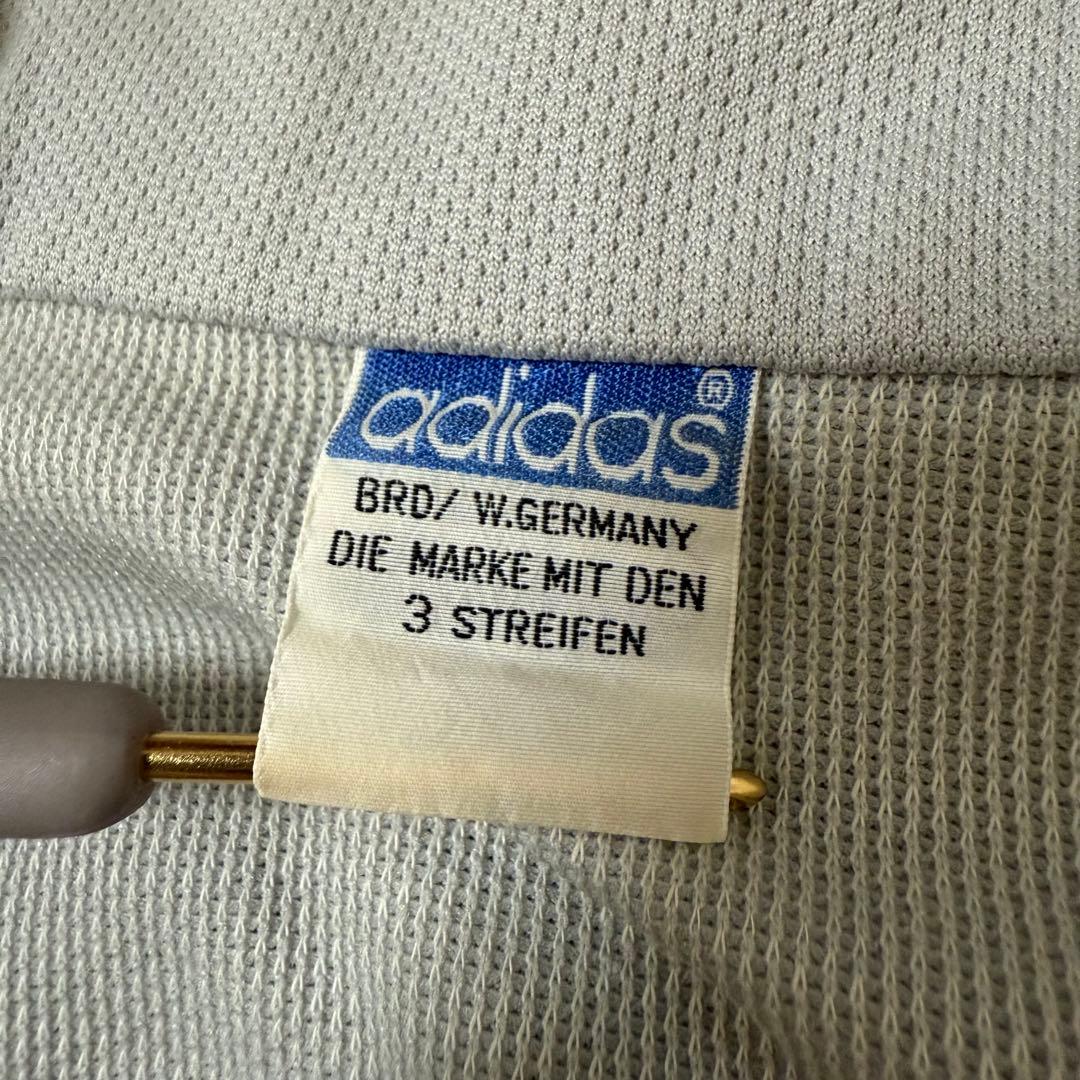 adidas®
BRD/ W.GERMANY
DIE MARKE MIT DEN
3 STREIFEN